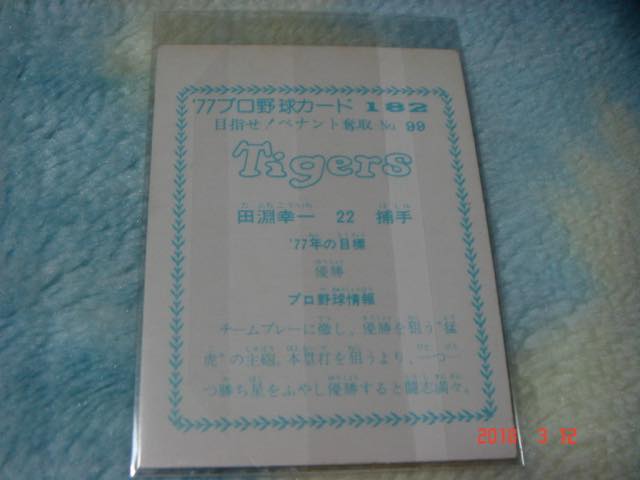 '77プロ野球カード 182
目指せ!ペナント奪取 No. 99
Tigers
田淵幸一 22 捕手
'77年の目標
優勝
プロ野球情報
チームプレーに徹し、優勝を狙う“猛
虎”の主砲。本塁打を狙うより、一つ一
つ勝ち星をふやし優勝すると闘志満々。
2018 3 12